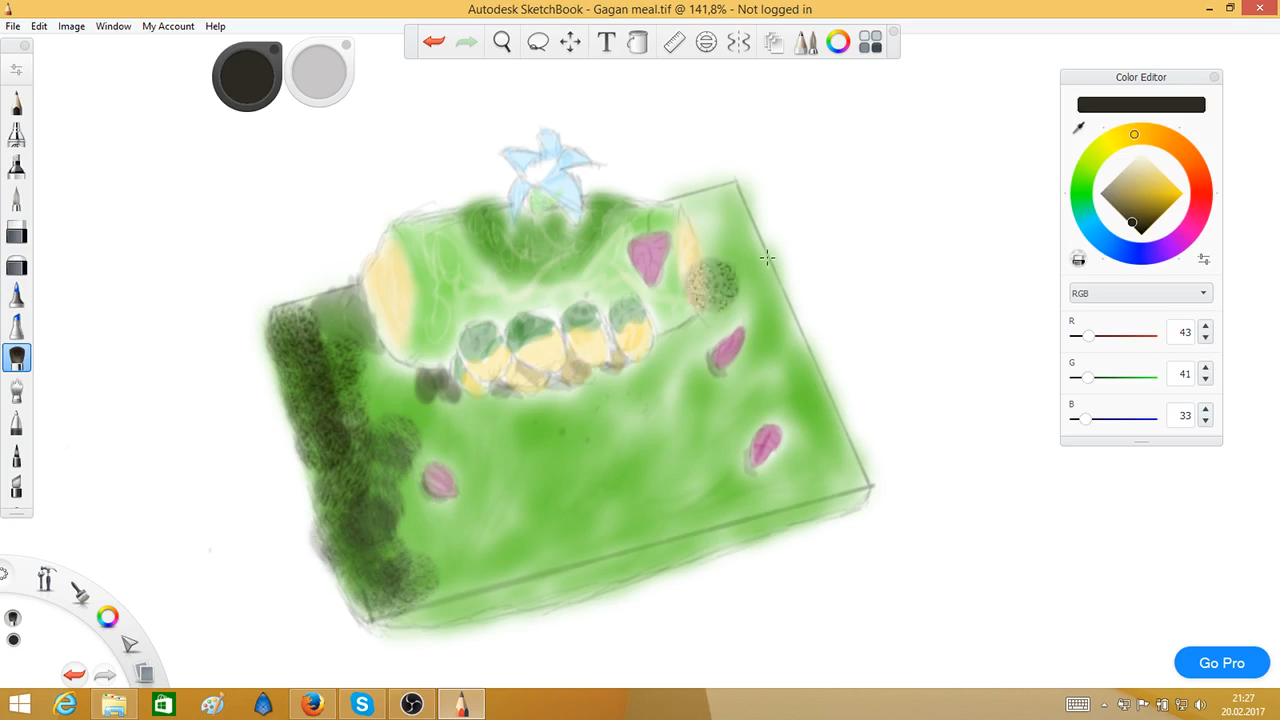 Autodesk SketchBook - Gagan meal.tif @ 141,8% - Not logged in
File Edit Image Window My Account Help
Color Editor
RGB
R 43
G 41
B 33
Go Pro
21:27
20.02.2017